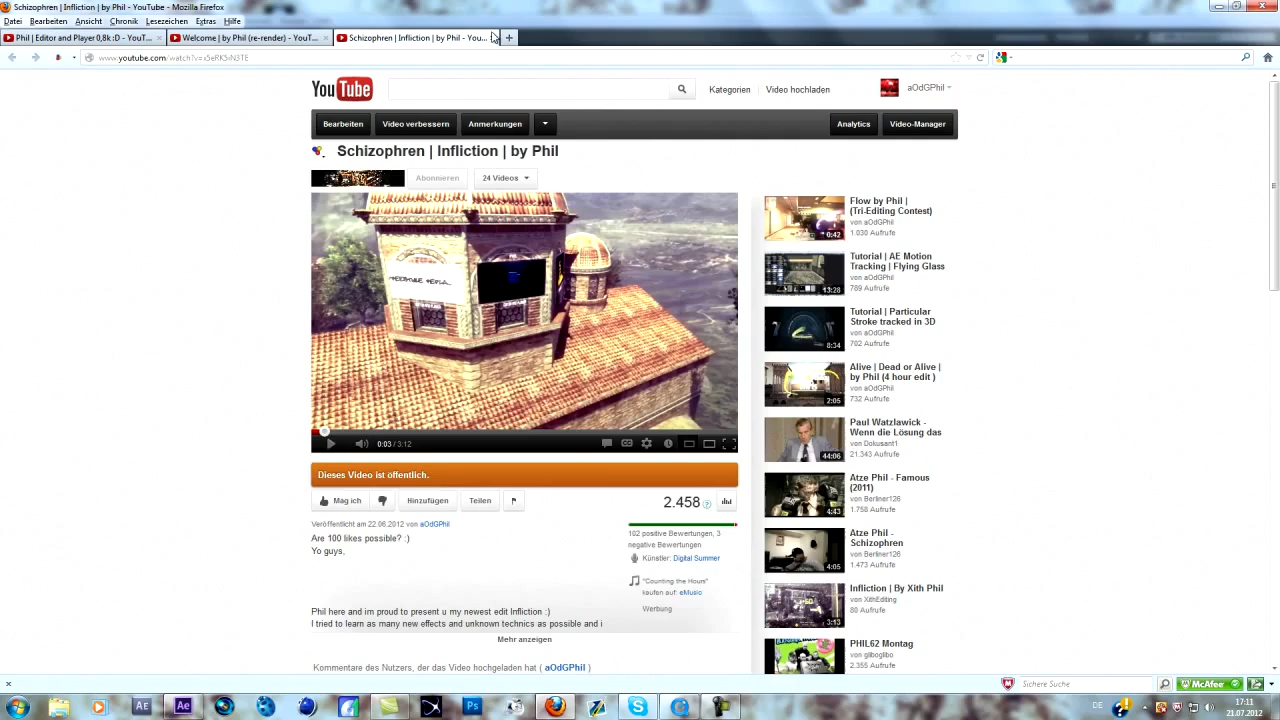 Schizophren | Infliction | by Phil - YouTube - Mozilla Firefox
Datei Bearbeiten Ansicht Chronik Lesezeichen Extras Hilfe
Phil | Editor and Player 0,8k :D - YouT...
Welcome | by Phil (re-render) - YouT...
Schizophren | Infliction | by Phil - You...
YouTube
Kategorien
Video hochladen
aOdGPhil
Bearbeiten
Video verbessern
Anmerkungen
Analytics
Video-Manager
Schizophren | Infliction | by Phil
Abonnieren
24 Videos
0:03 / 3:12
Dieses Video ist öffentlich.
Mag ich
Hinzufügen
Teilen
2.458
Veröffentlicht am 22.06.2012 von aOdGPhil
Are 100 likes possible? :)
Yo guys,
Phil here and im proud to present u my newest edit Infliction :)
I tried to learn as many new effects and unknown technics as possible and i
Mehr anzeigen
102 positive Bewertungen, 3
negative Bewertungen
Künstler: Digital Summer
"Counting the Hours"
kaufen auf: eMusic
Werbung
Kommentare des Nutzers, der das Video hochgeladen hat ( aOdGPhil )
Flow by Phil |
(Tri-Editing Contest)
von aOdGPhil
1.030 Aufrufe
0:42
Tutorial | AE Motion
Tracking | Flying Glass
von aOdGPhil
789 Aufrufe
13:28
Tutorial | Particular
Stroke tracked in 3D
von aOdGPhil
702 Aufrufe
8:34
Alive | Dead or Alive |
by Phil (4 hour edit )
von aOdGPhil
732 Aufrufe
2:05
Paul Watzlawick -
Wenn die Lösung das
von Dokusant1
21.343 Aufrufe
44:06
Atze Phil - Famous
(2011)
von Berliner126
1.758 Aufrufe
4:43
Atze Phil -
Schizophren
von Berliner126
1.473 Aufrufe
4:05
Infliction | By Xith Phil
von XithEditing
80 Aufrufe
3:13
PHIL62 Montag
von gliboglibo
2.355 Aufrufe
Sichere Suche
McAfee
Ae
Ae
Ps
DE
17:11
21.07.2012